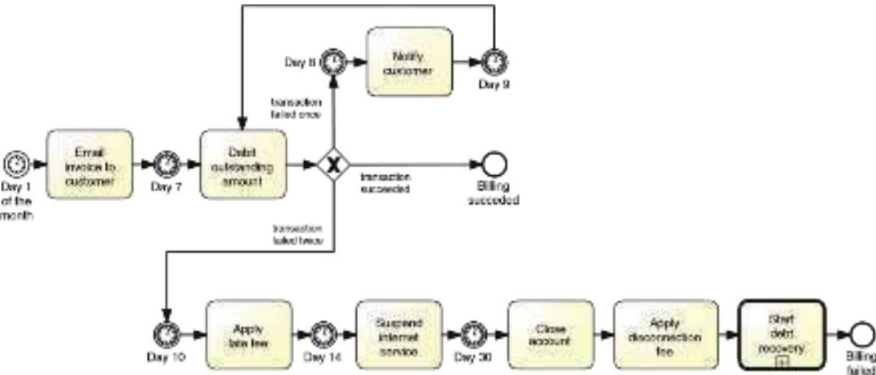 Day 8
Notify
customer
Day 9
transaction
failed once
Email
invoice to
customer
Debit
outstanding
amount
X
transaction
succeeded
Day 1
of the
month
Day 7
Billing
succeded
transaction
failed twice
Apply
late fee
Suspend
internet
service
Close
account
Apply
disconnection
fee
Start
debt
recovery
Day 10
Day 14
Day 30
Billing
failed